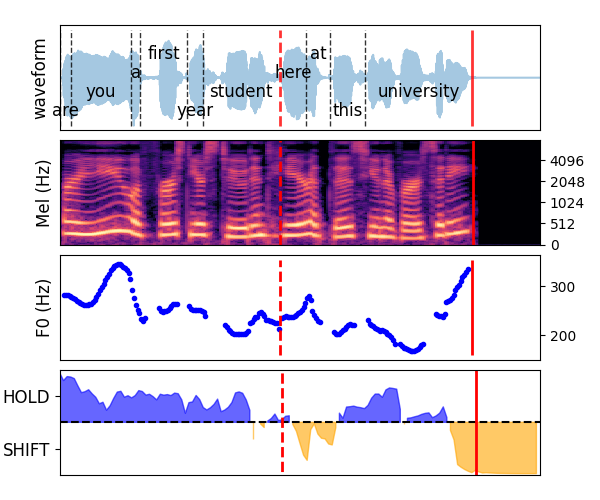 waveform
first
at
a
here
you
student
university
are
year
this
Mel (Hz)
4096
2048
1024
512
0
F0 (Hz)
300
200
HOLD
SHIFT